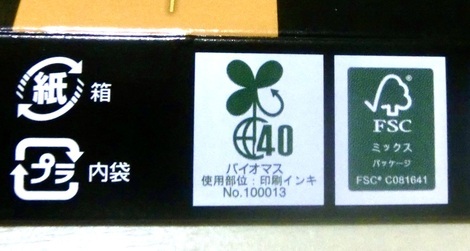 紙 箱
プラ 内袋
40
バイオマス
使用部位：印刷インキ
No.100013
FSC
ミックス
パッケージ
FSC® C081641